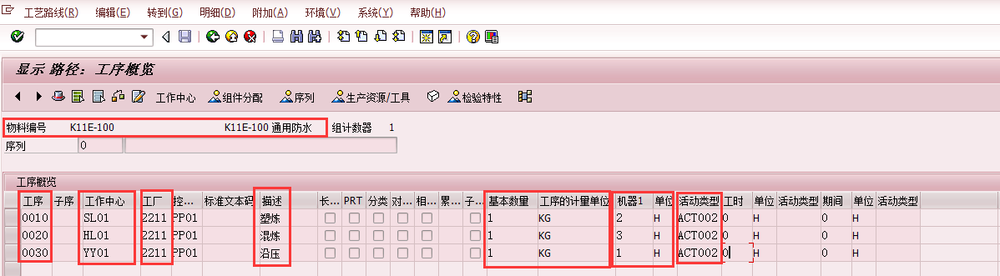 工艺路线(R) 编辑(E) 转到(G) 明细(D) 附加(A) 环境(V) 系统(Y) 帮助(H)
显示 路径: 工序概览
工作中心 组件分配 序列 生产资源/工具 检验特性
物料编号 K11E-100 K11E-100 通用防水 组计数器 1
序列 0
工序概览
工序 子序 工作中心 工厂 控... 标准文本码 描述 长... PRT 分类 对... 相... 累... 子... 基本数量 工序的计量单位 机器1 单位 活动类型 工时 单位 活动类型 期间 单位 活动类型
0010 SL01 2211 PP01 塑炼 1 KG 2 H ACT002 0 H 0 H
0020 HL01 2211 PP01 混炼 1 KG 3 H ACT002 0 H 0 H
0030 YY01 2211 PP01 沿压 1 KG 1 H ACT002 0 H 0 H